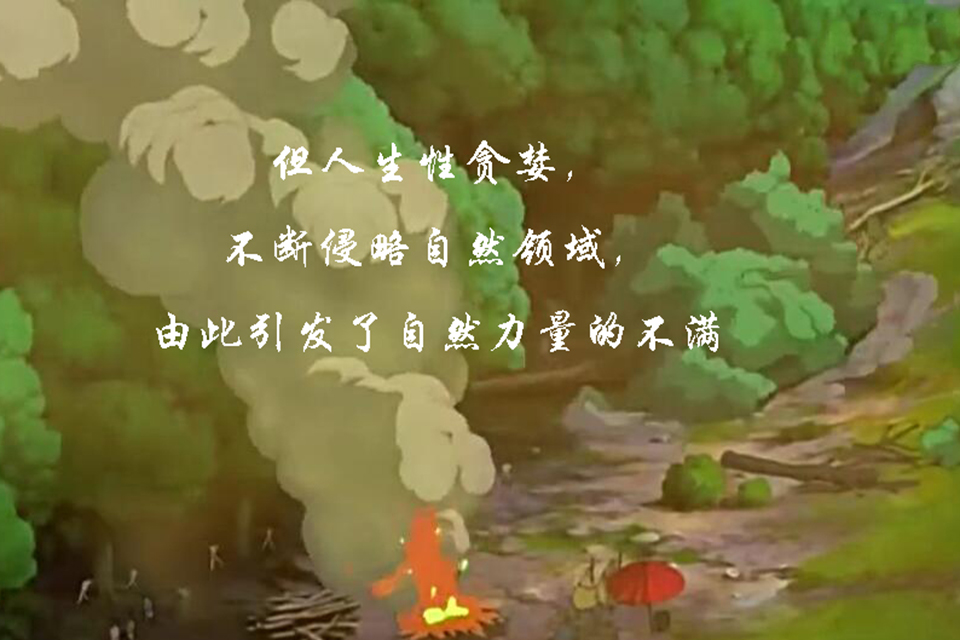 但人生性贪婪，
不断侵略自然领域，
由此引发了自然力量的不满